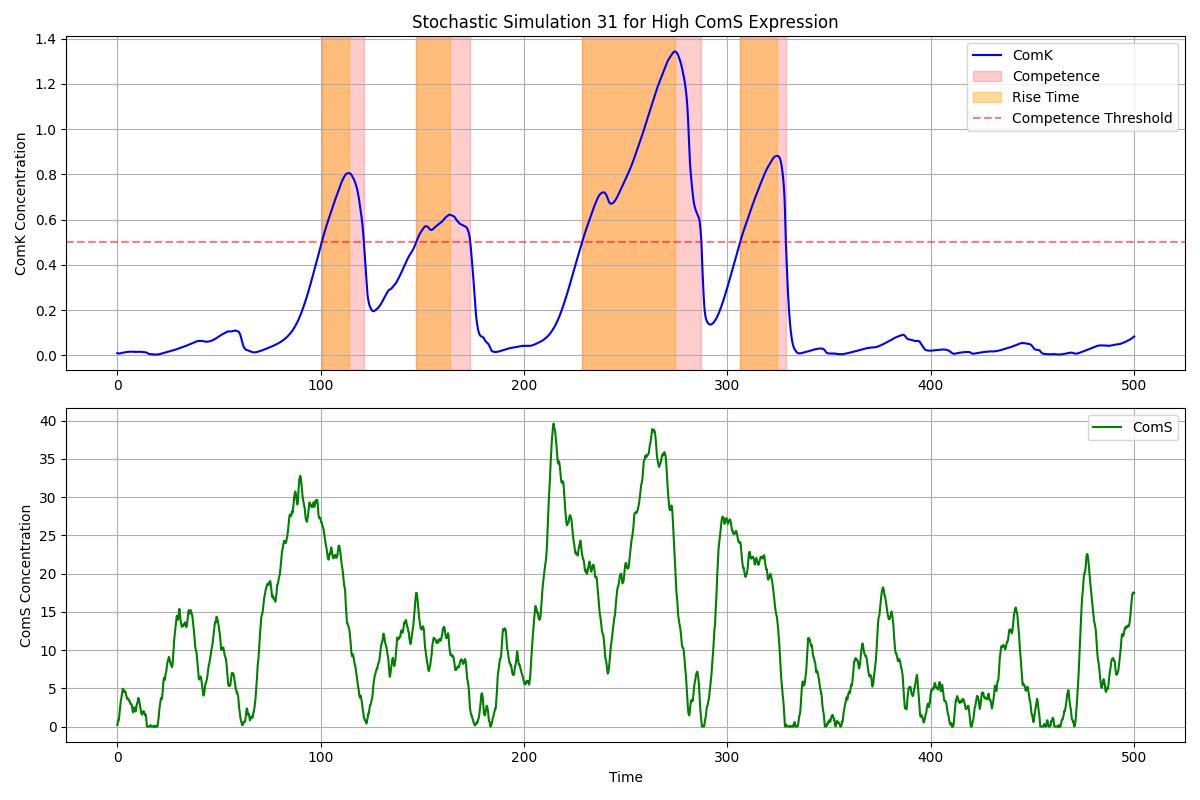 Stochastic Simulation 31 for High ComS Expression
ComK Concentration
1.4
1.2
1.0
0.8
0.6
0.4
0.2
0.0
ComK
Competence
Rise Time
Competence Threshold
0 100 200 300 400 500
ComS Concentration
40
35
30
25
20
15
10
5
0
ComS
0 100 200 300 400 500
Time